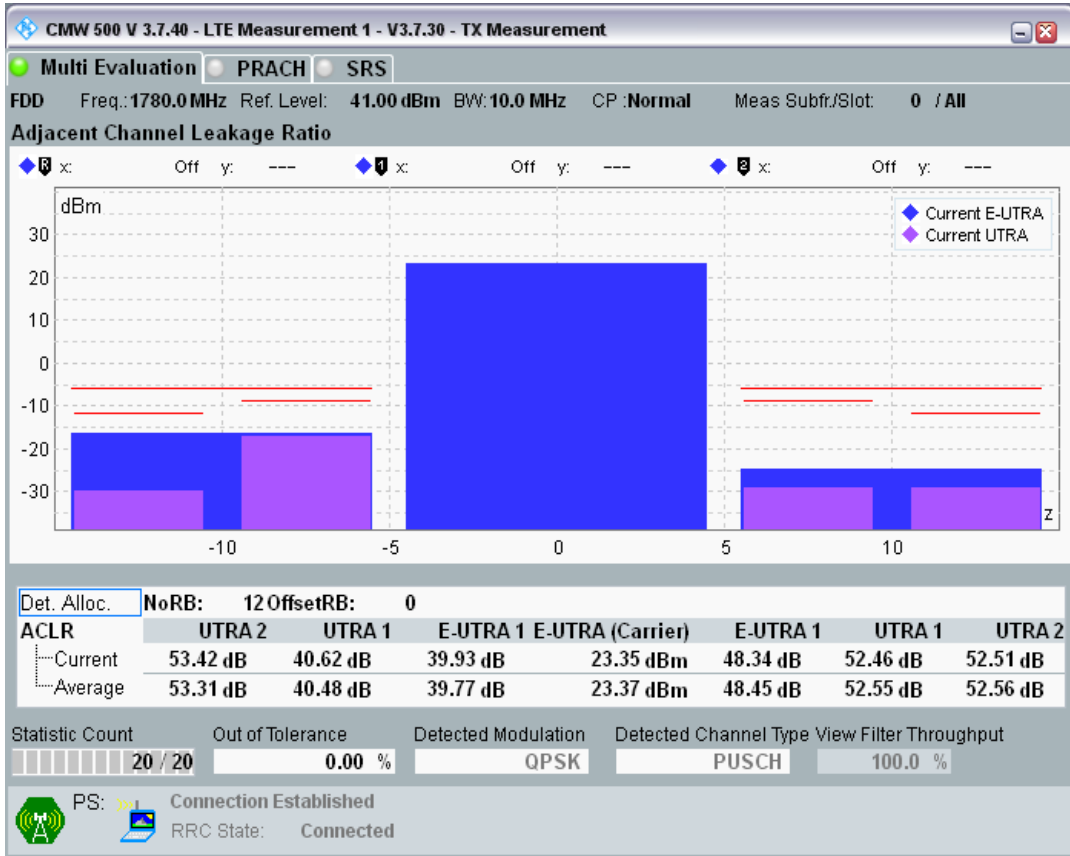 CMW 500 V 3.7.40 - LTE Measurement 1 - V3.7.30 - TX Measurement
Multi Evaluation PRACH SRS
FDD Freq.:1780.0 MHz Ref. Level: 41.00 dBm BW:10.0 MHz CP :Normal Meas Subfr./Slot: 0 / All
Adjacent Channel Leakage Ratio
R x: Off y: --- 1 x: Off y: --- 2 x: Off y: ---
dBm
Current E-UTRA
Current UTRA
30
20
10
0
-10
-20
-30
z
-10 -5 0 5 10
Det. Alloc. NoRB: 12 OffsetRB: 0
ACLR UTRA 2 UTRA 1 E-UTRA 1 E-UTRA (Carrier) E-UTRA 1 UTRA 1 UTRA 2
Current 53.42 dB 40.62 dB 39.93 dB 23.35 dBm 48.34 dB 52.46 dB 52.51 dB
Average 53.31 dB 40.48 dB 39.77 dB 23.37 dBm 48.45 dB 52.55 dB 52.56 dB
Statistic Count Out of Tolerance Detected Modulation Detected Channel Type View Filter Throughput
20 / 20 0.00 % QPSK PUSCH 100.0 %
PS: Connection Established
RRC State: Connected